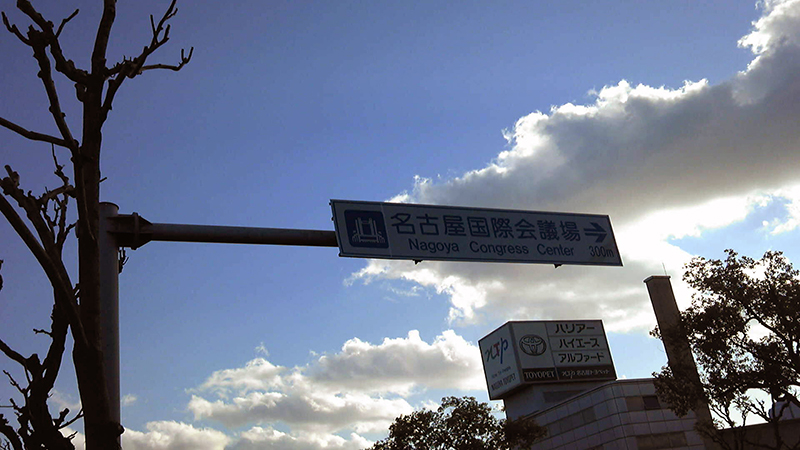 名古屋国際会議場
Nagoya Congress Center 300m
ハリアー
ハイエース
アルファード
TOYOPET